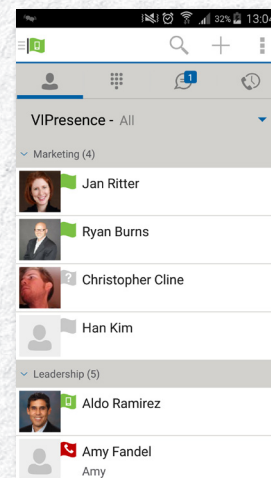 32% 13:04
1
VIPresence - All
Marketing (4)
Jan Ritter
Ryan Burns
?
Christopher Cline
Han Kim
Leadership (5)
Aldo Ramirez
Amy Fandel
Amy